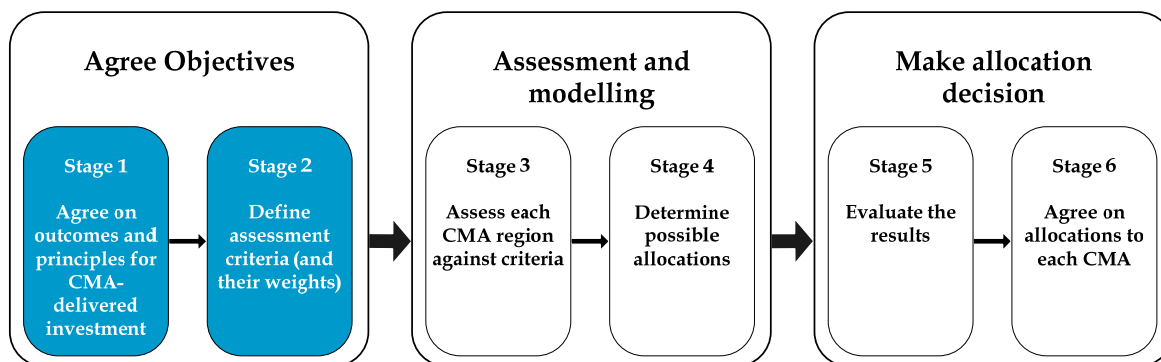 Agree Objectives
Stage 1
Agree on
outcomes and
principles for
CMA-
delivered
investment
Stage 2
Define
assessment
criteria (and
their weights)
Assessment and
modelling
Stage 3
Assess each
CMA region
against criteria
Stage 4
Determine
possible
allocations
Make allocation
decision
Stage 5
Evaluate the
results
Stage 6
Agree on
allocations to
each CMA